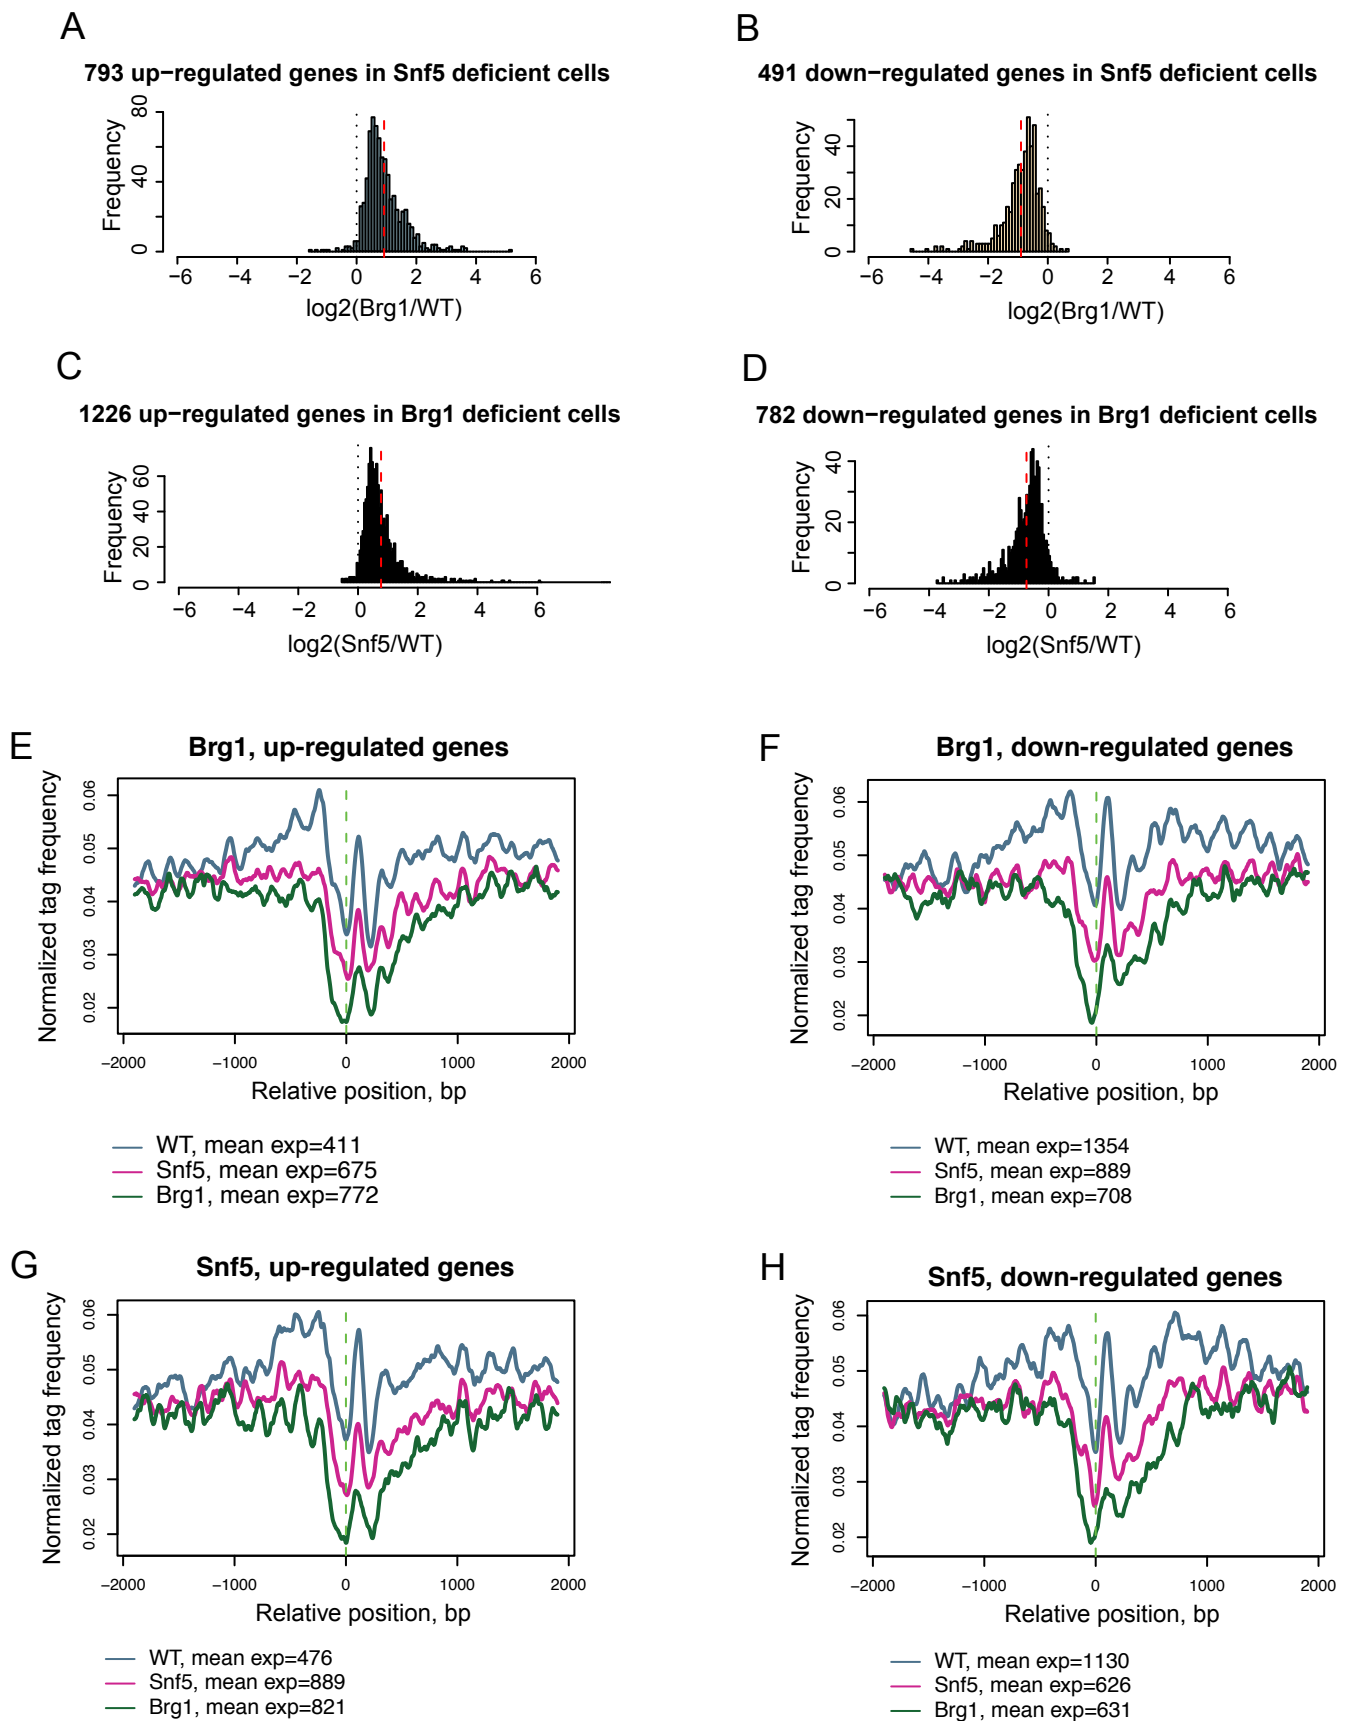 A
793 up−regulated genes in Snf5 deficient cells
Frequency
0 40 80
−6 −4 −2 0 2 4 6
log2(Brg1/WT)
B
491 down−regulated genes in Snf5 deficient cells
Frequency
0 20 40
−6 −4 −2 0 2 4 6
log2(Brg1/WT)
C
1226 up−regulated genes in Brg1 deficient cells
Frequency
0 20 40 60
−6 −4 −2 0 2 4 6
log2(Snf5/WT)
D
782 down−regulated genes in Brg1 deficient cells
Frequency
0 20 40
−6 −4 −2 0 2 4 6
log2(Snf5/WT)
E
Brg1, up-regulated genes
Normalized tag frequency
0.02 0.03 0.04 0.05 0.06
−2000 −1000 0 1000 2000
Relative position, bp
WT, mean exp=411
Snf5, mean exp=675
Brg1, mean exp=772
F
Brg1, down-regulated genes
Normalized tag frequency
0.02 0.03 0.04 0.05 0.06
−2000 −1000 0 1000 2000
Relative position, bp
WT, mean exp=1354
Snf5, mean exp=889
Brg1, mean exp=708
G
Snf5, up-regulated genes
Normalized tag frequency
0.02 0.03 0.04 0.05 0.06
−2000 −1000 0 1000 2000
Relative position, bp
WT, mean exp=476
Snf5, mean exp=889
Brg1, mean exp=821
H
Snf5, down-regulated genes
Normalized tag frequency
0.02 0.03 0.04 0.05 0.06
−2000 −1000 0 1000 2000
Relative position, bp
WT, mean exp=1130
Snf5, mean exp=626
Brg1, mean exp=631